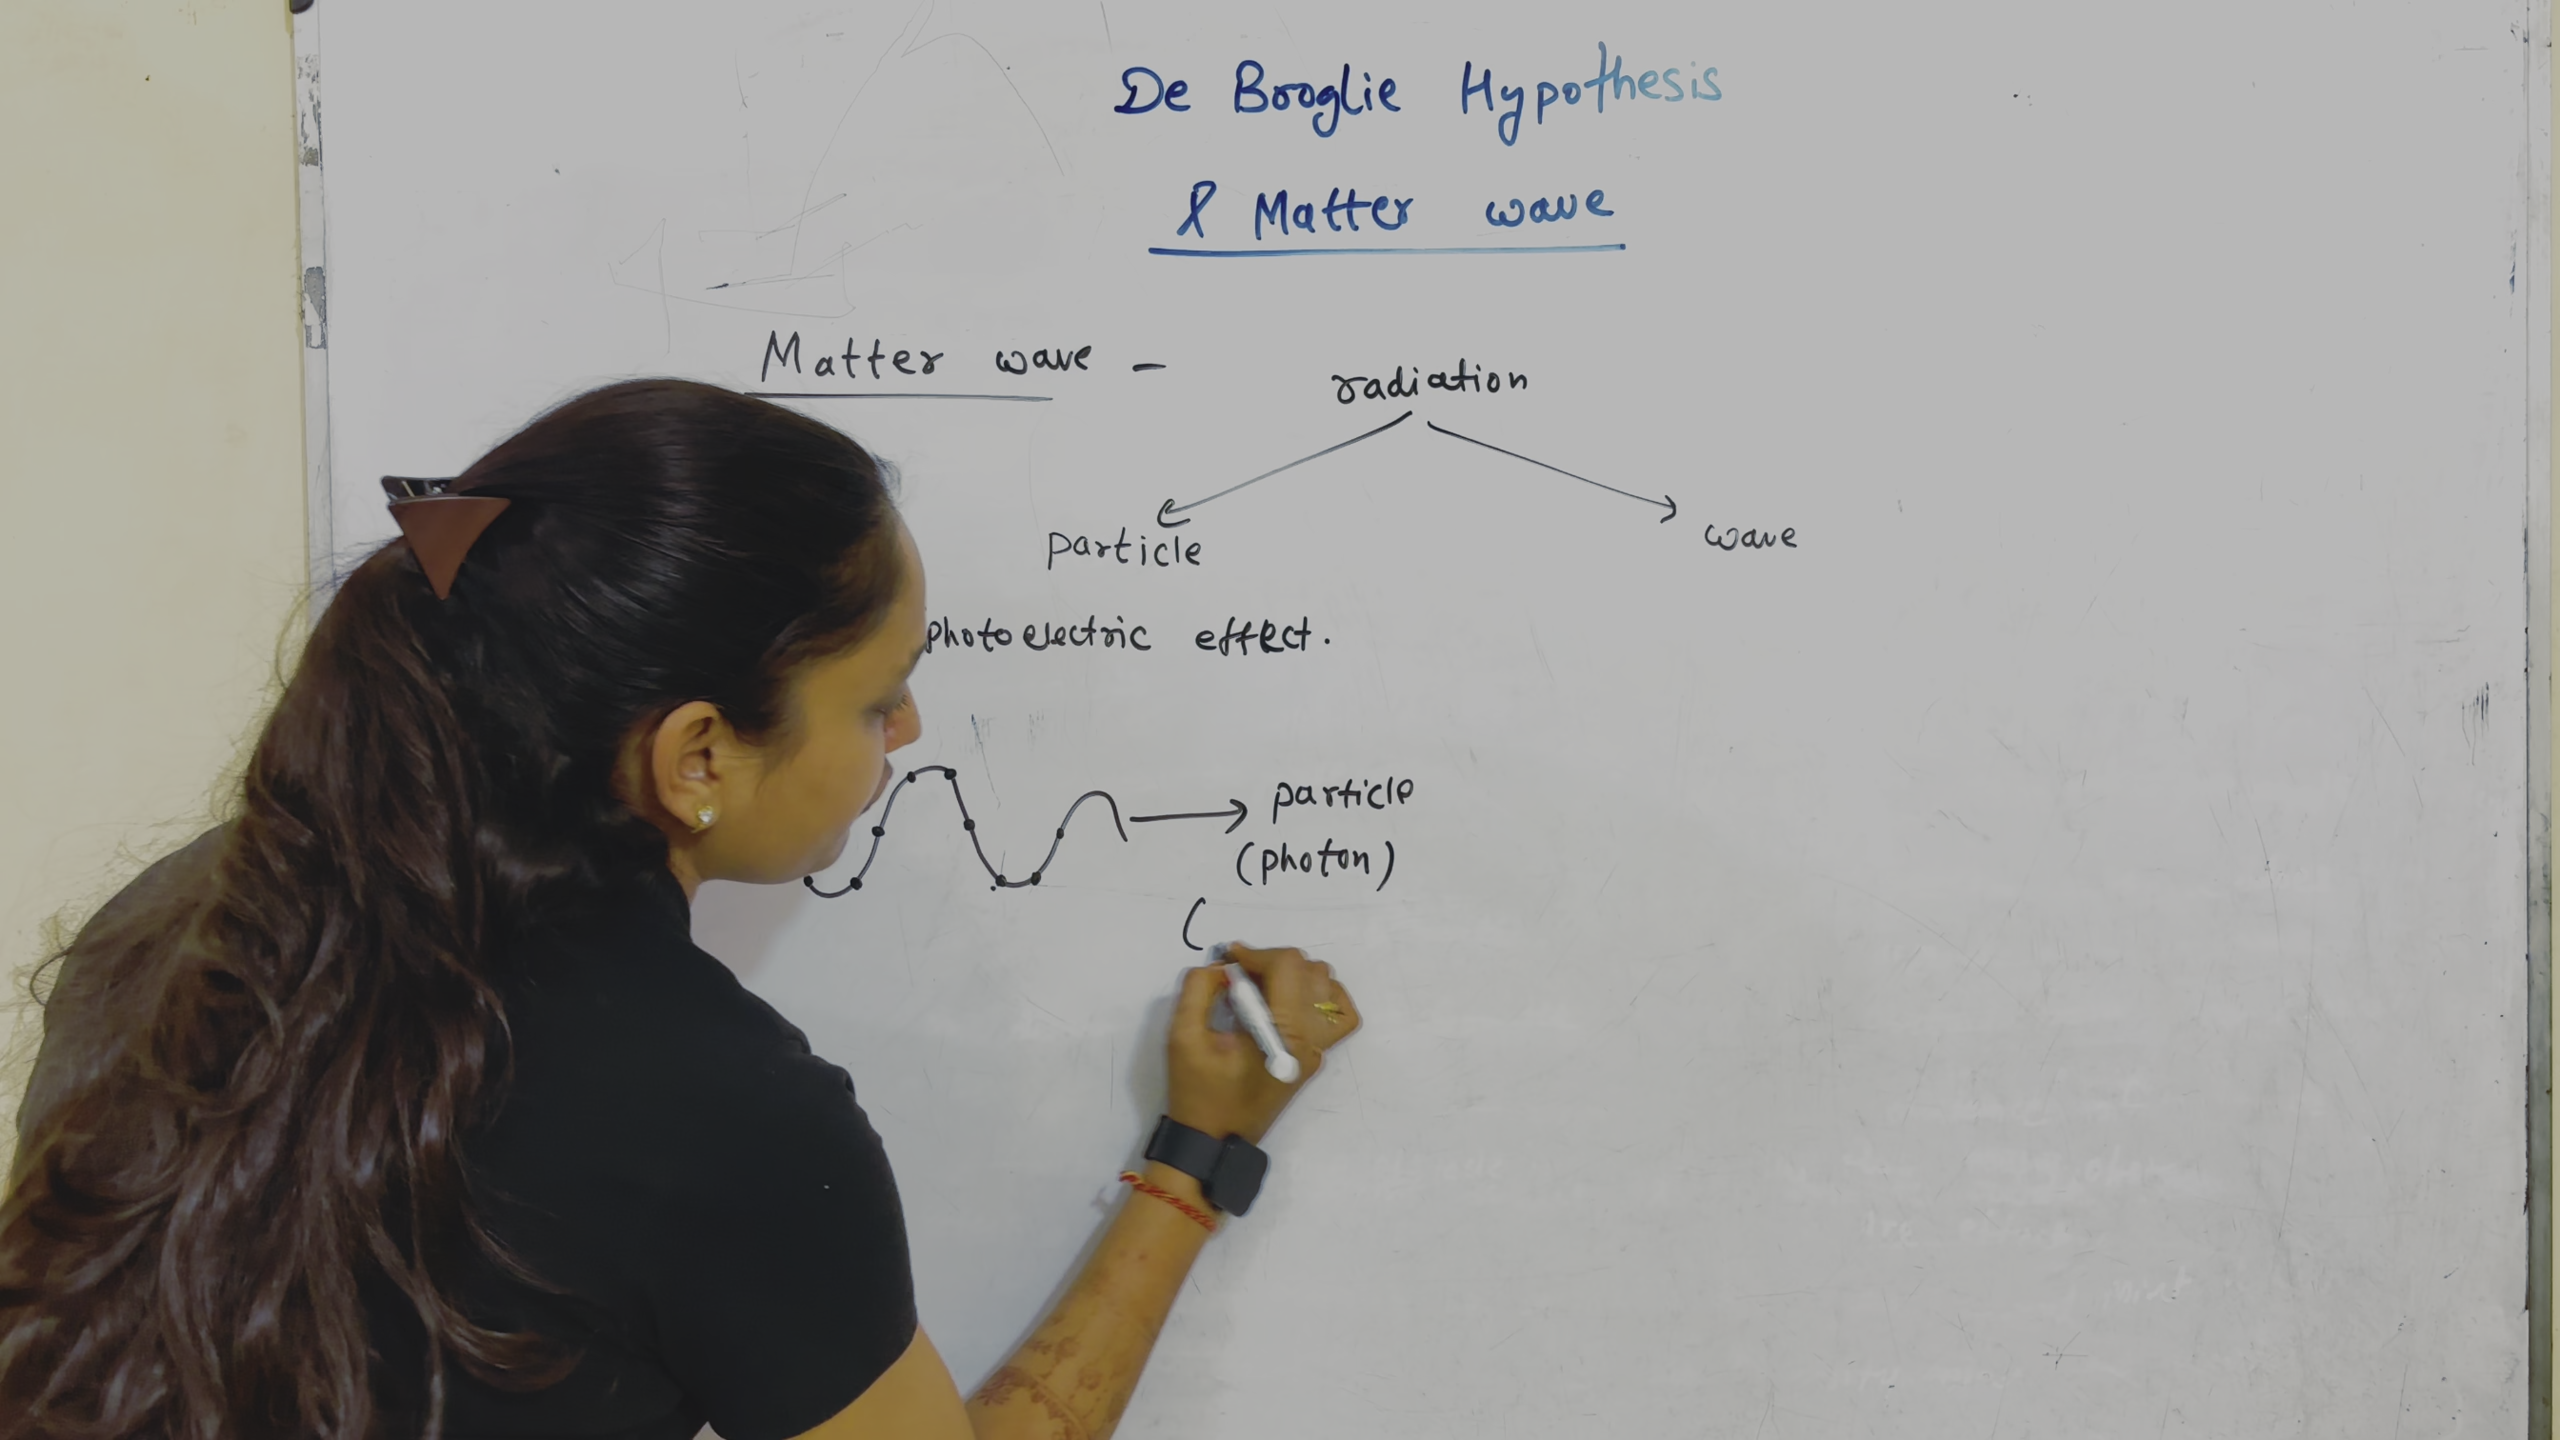 De Broglie Hypothesis
& Matter wave
Matter wave - radiation
particle wave
photoelectric effect.
particle
(photon)
(